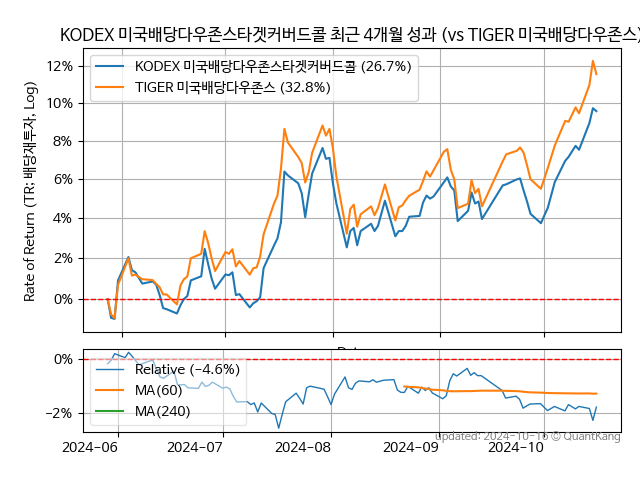 KODEX 미국배당다우존스타겟커버드콜 최근 4개월 성과 (vs TIGER 미국배당다우존스)
KODEX 미국배당다우존스타겟커버드콜 (26.7%)
TIGER 미국배당다우존스 (32.8%)
Rate of Return (TR: 배당재투자, Log)
12%
10%
8%
6%
4%
2%
0%
0%
−2%
Relative (−4.6%)
MA(60)
MA(240)
2024−06
2024−07
2024−08
2024−09
2024−10
Updated: 2024-10-16 © QuantKang